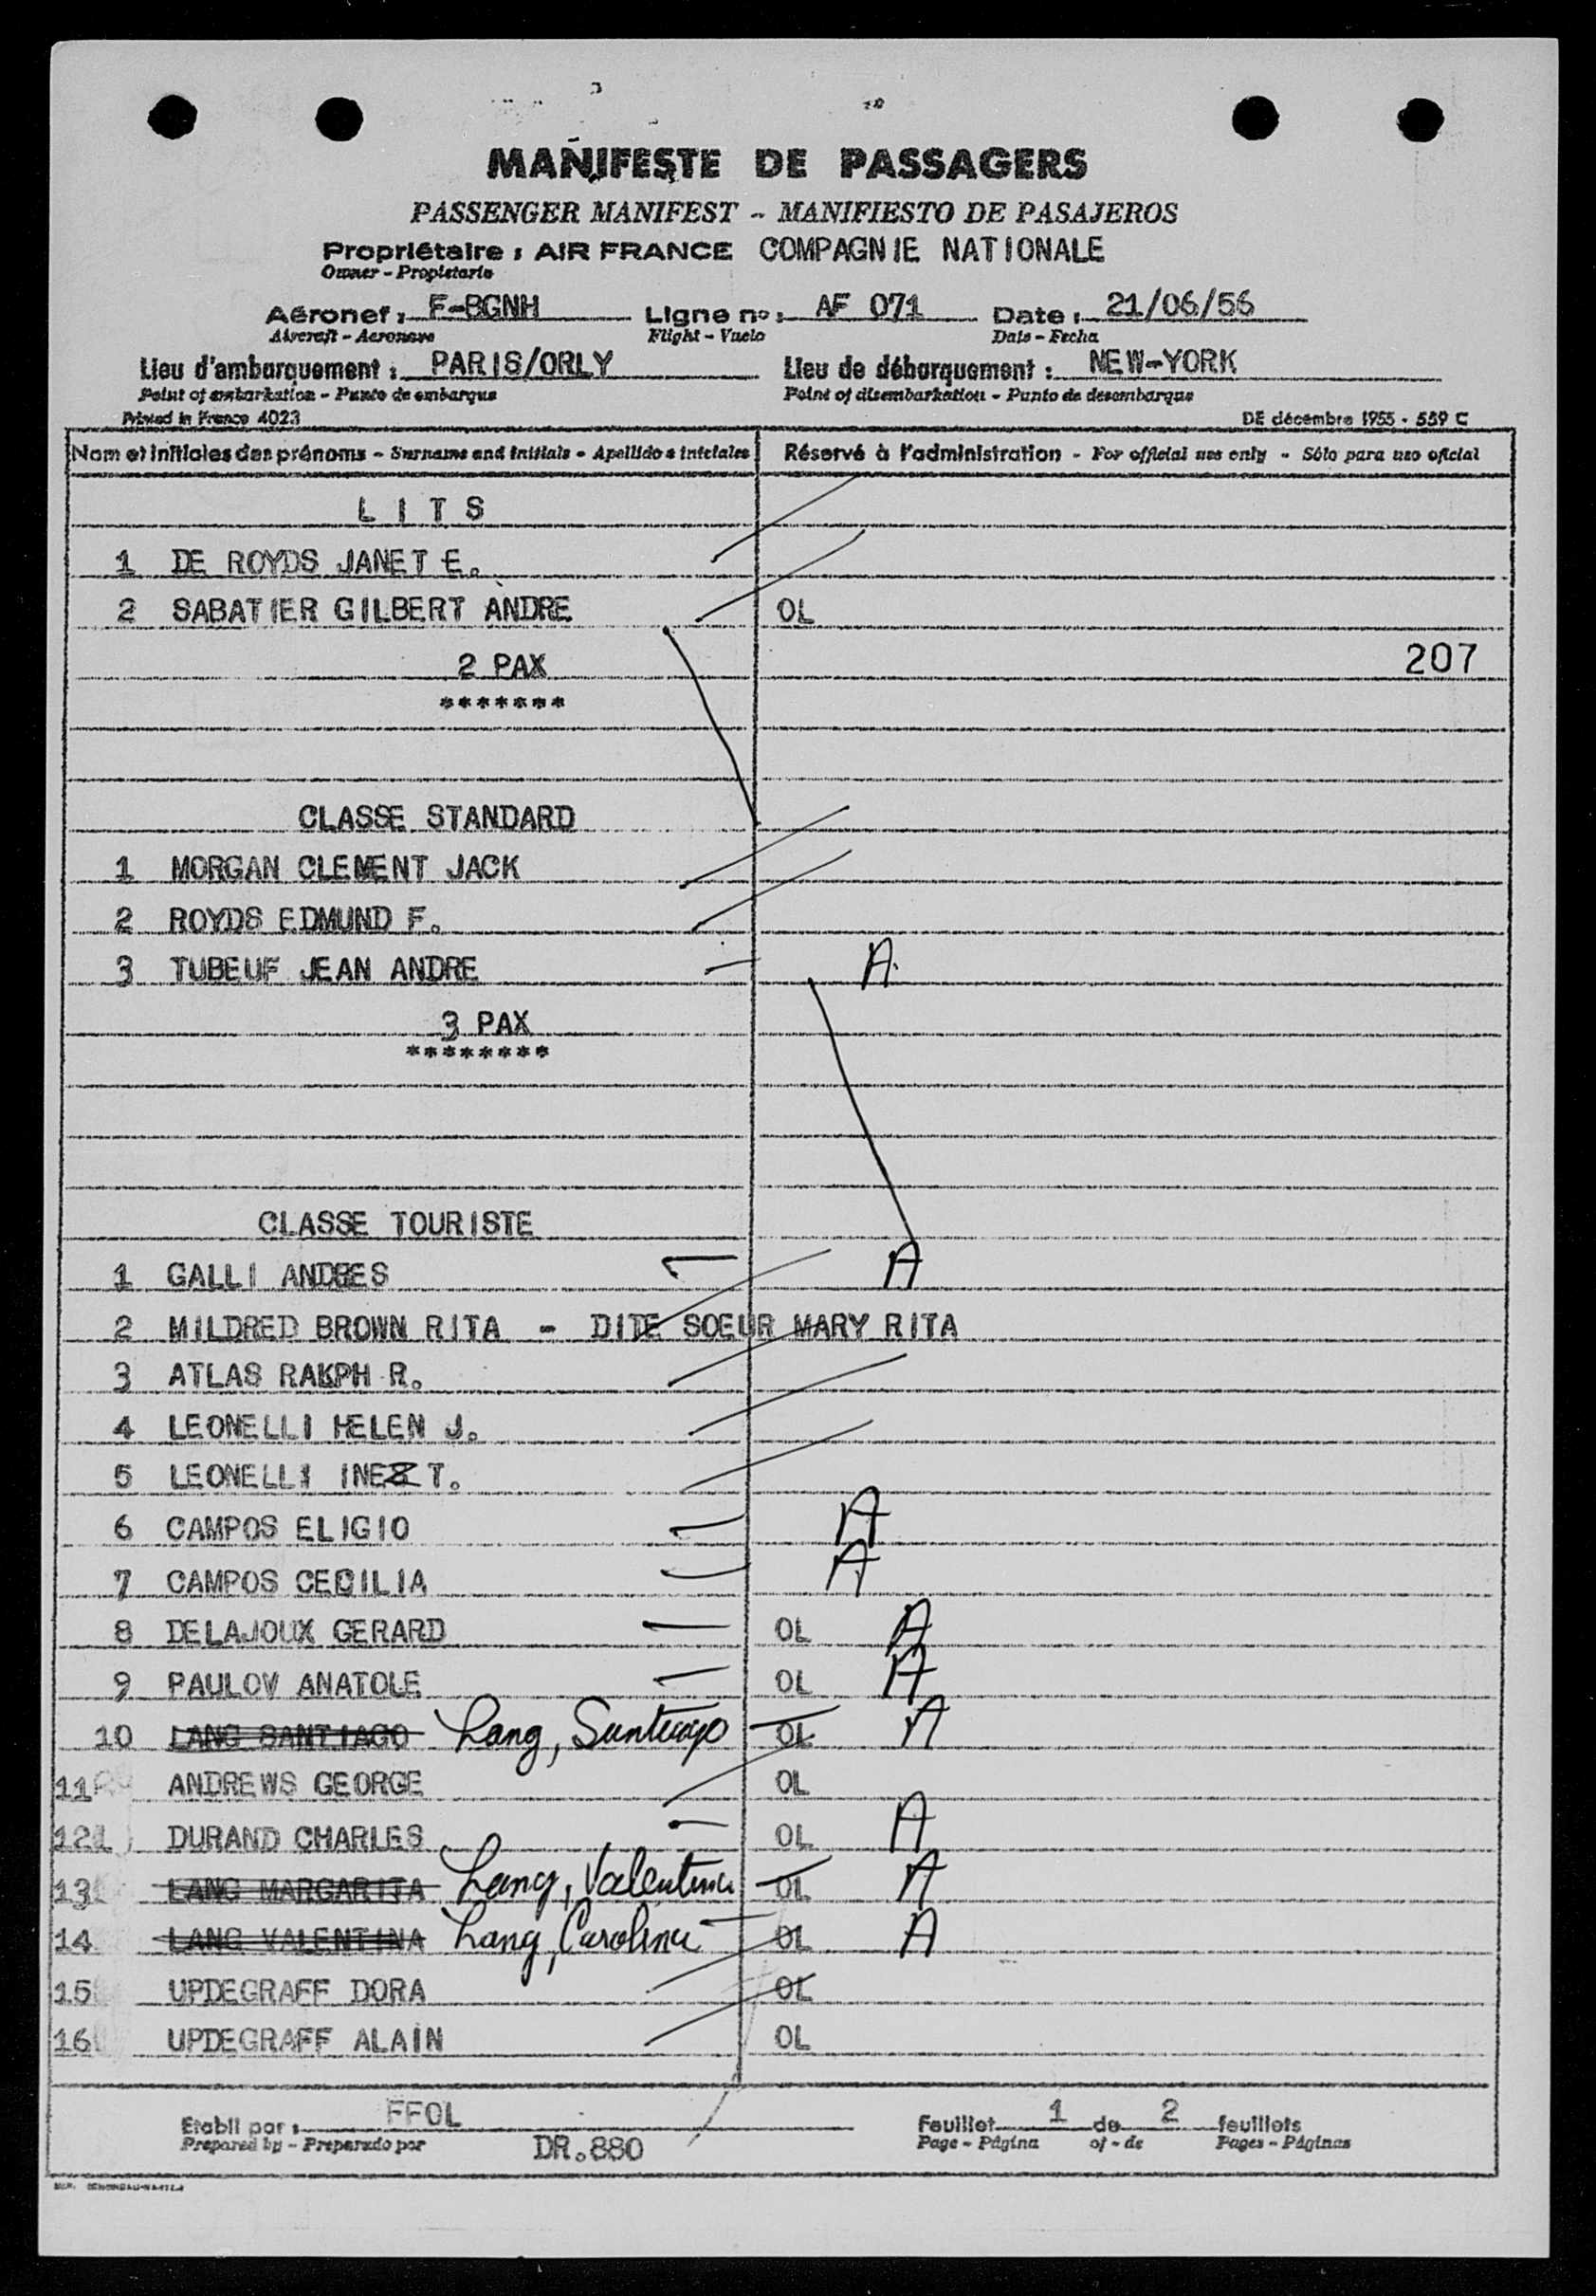 MANIFESTE DE PASSAGERS
PASSENGER MANIFEST - MANIFIESTO DE PASAJEROS
Propriétaire : AIR FRANCE COMPAGNIE NATIONALE
Owner - Propietario
Aéronef : F-BGNH Ligne no : AF 071 Date : 21/06/56
Aircraft - Aeronave Flight - Vuelo Date - Fecha
Lieu d'embarquement : PARIS/ORLY Lieu de débarquement : NEW-YORK
Point of embarkation - Punto de embarque Point of disembarkation - Punto de desembarque
Printed in France 4023 DE décembre 1955 - 559 C
Nom et initiales des prénoms - Surname and initials - Apellido e iniciales Réservé à l'administration - For official use only - Sólo para uso oficial
LITS
1 DE ROYDS JANET E.
2 SABATIER GILBERT ANDRE OL
2 PAX 207
*******
CLASSE STANDARD
1 MORGAN CLEMENT JACK
2 ROYDS EDMUND F.
3 TUBEUF JEAN ANDRE A
3 PAX
********
CLASSE TOURISTE
1 GALLI ANDRES A
2 MILDRED BROWN RITA - DITE SOEUR MARY RITA
3 ATLAS RAKPH R.
4 LEONELLI HELEN J.
5 LEONELLI INEZ T.
6 CAMPOS ELIGIO A
7 CAMPOS CECILIA A
8 DELAJOUX GERARD OL A
9 PAULOV ANATOLE OL A
10 LANG SANTIAGO Lang, Santiago OL A
11 ANDREWS GEORGE OL
12 DURAND CHARLES OL A
13 LANG MARGARITA Lang, Valentina OL A
14 LANG VALENTINA Lang, Carolina OL A
15 UPDEGRAFF DORA OL
16 UPDEGRAFF ALAIN OL
Etabli par : FFOL Feuillet 1 de 2 feuillets
Prepared by - Preparado por DR.880 Page - Página of - de Pages - Páginas